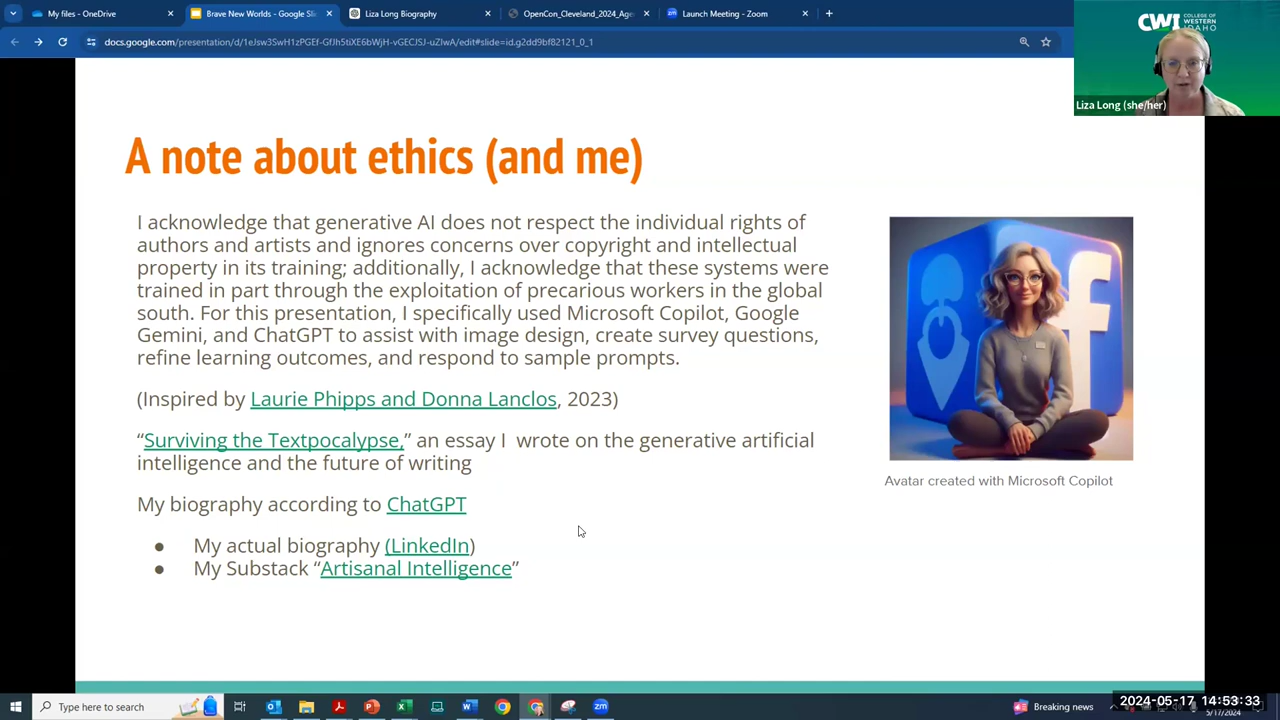 My files - OneDrive
Brave New Worlds - Google Sli
Liza Long Biography
OpenCon_Cleveland_2024_Age
Launch Meeting - Zoom
docs.google.com/presentation/d/
CWI COLLEGE OF WESTERN IDAHO
Liza Long (she/her)
A note about ethics (and me)
I acknowledge that generative AI does not respect the individual rights of
authors and artists and ignores concerns over copyright and intellectual
property in its training; additionally, I acknowledge that these systems were
trained in part through the exploitation of precarious workers in the global
south. For this presentation, I specifically used Microsoft Copilot, Google
Gemini, and ChatGPT to assist with image design, create survey questions,
refine learning outcomes, and respond to sample prompts.
(Inspired by Laurie Phipps and Donna Lanclos, 2023)
“Surviving the Textpocalypse,” an essay I wrote on the generative artificial
intelligence and the future of writing
My biography according to ChatGPT
● My actual biography (LinkedIn)
● My Substack “Artisanal Intelligence”
f
Avatar created with Microsoft Copilot
Type here to search
Breaking news
2024-05-17 14:53:33
5/17/2024